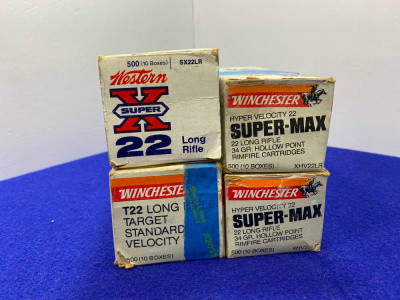 500 (10 BOXES) SX22LR
Western
SUPER X
22 Long
Rifle
WINCHESTER
HYPER VELOCITY 22
SUPER-MAX
22 LONG RIFLE
34 GR. HOLLOW POINT
RIMFIRE CARTRIDGES
500 (10 BOXES) XHV22LR
WINCHESTER
T22 LONG
TARGET
STANDARD
VELOCITY
500 (10 BOXES)
WINCHESTER
HYPER VELOCITY 22
SUPER-MAX
22 LONG RIFLE
34 GR. HOLLOW POINT
RIMFIRE CARTRIDGES
500 (10 BOXES) XHV22LR